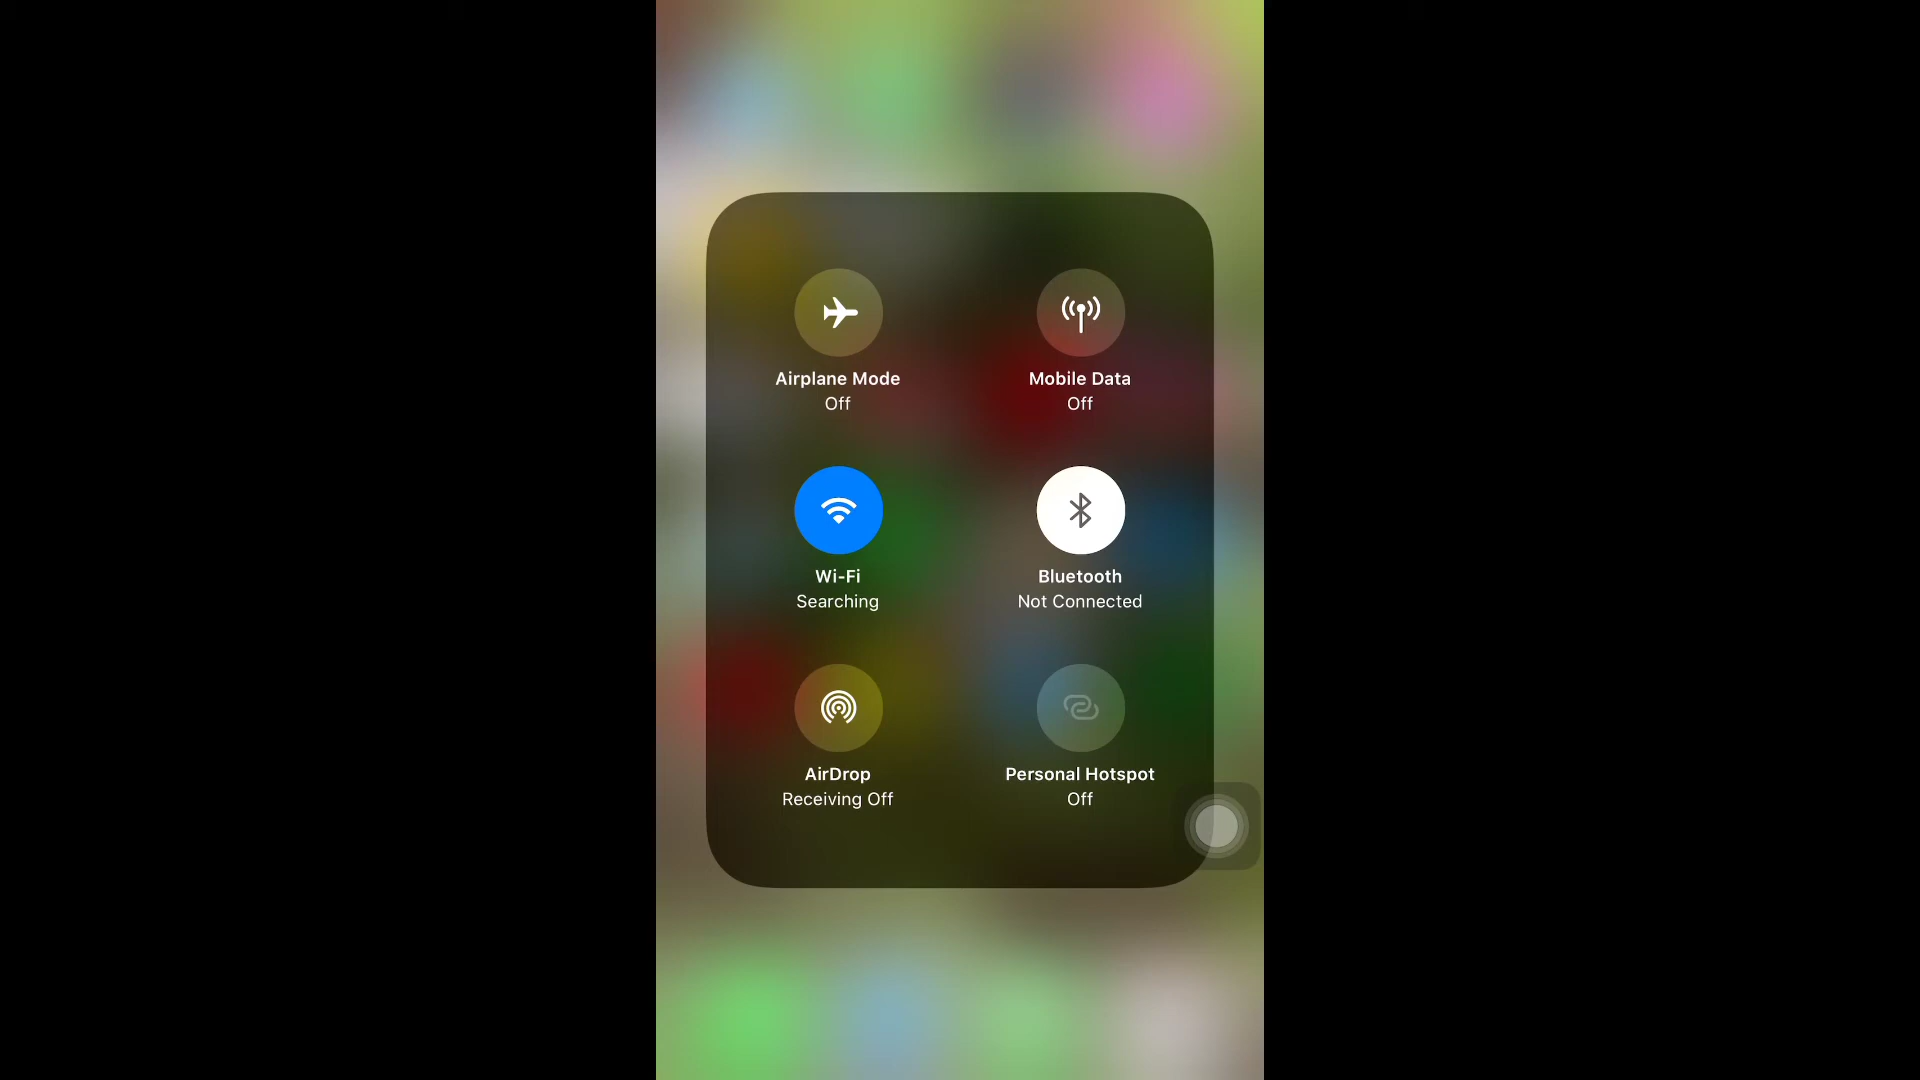 Airplane Mode
Off
Mobile Data
Off
Wi-Fi
Searching
Bluetooth
Not Connected
AirDrop
Receiving Off
Personal Hotspot
Off